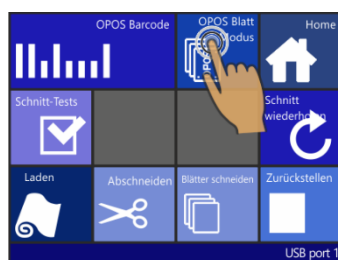 OPOS Barcode
OPOS Blatt
Modus
Home
Schnitt-Tests
Schnitt
wiederholen
Laden
Abschneiden
Blätter schneiden
Zurückstellen
USB port 1